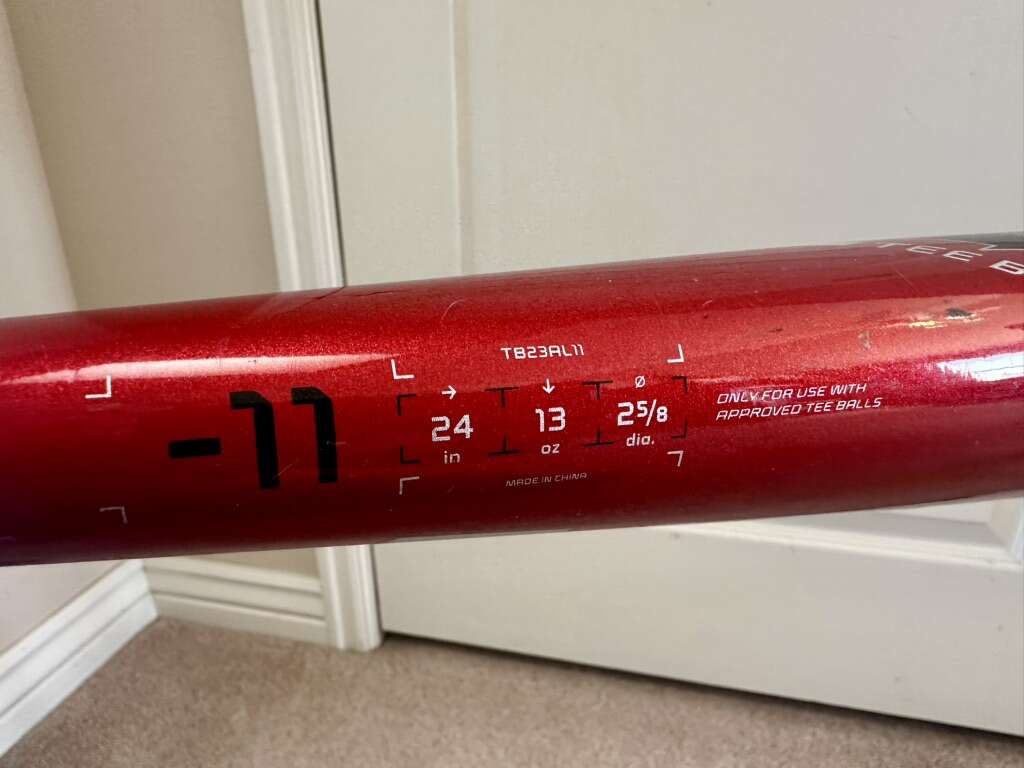 TEE B
TB23AL11
-11
→ ↓ Ø
24 13 2⅝
in oz dia.
MADE IN CHINA
ONLY FOR USE WITH
APPROVED TEE BALLS